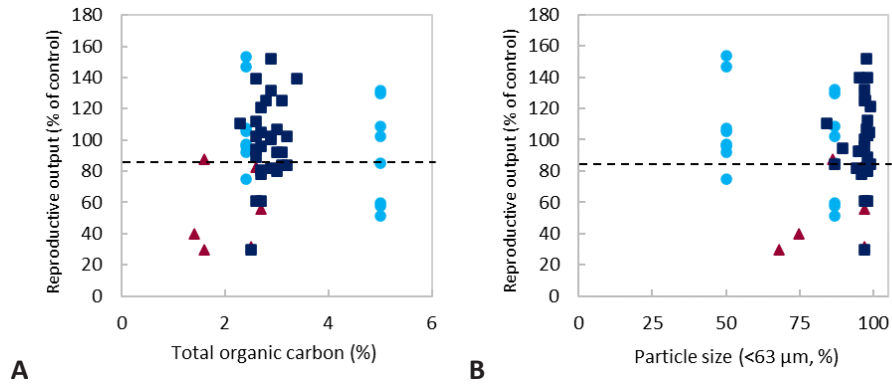 Reproductive output (% of control)
180
160
140
120
100
80
60
40
20
0
0 2 4 6
Total organic carbon (%)
A
Reproductive output (% of control)
180
160
140
120
100
80
60
40
20
0
0 25 50 75 100
Particle size (<63 µm, %)
B